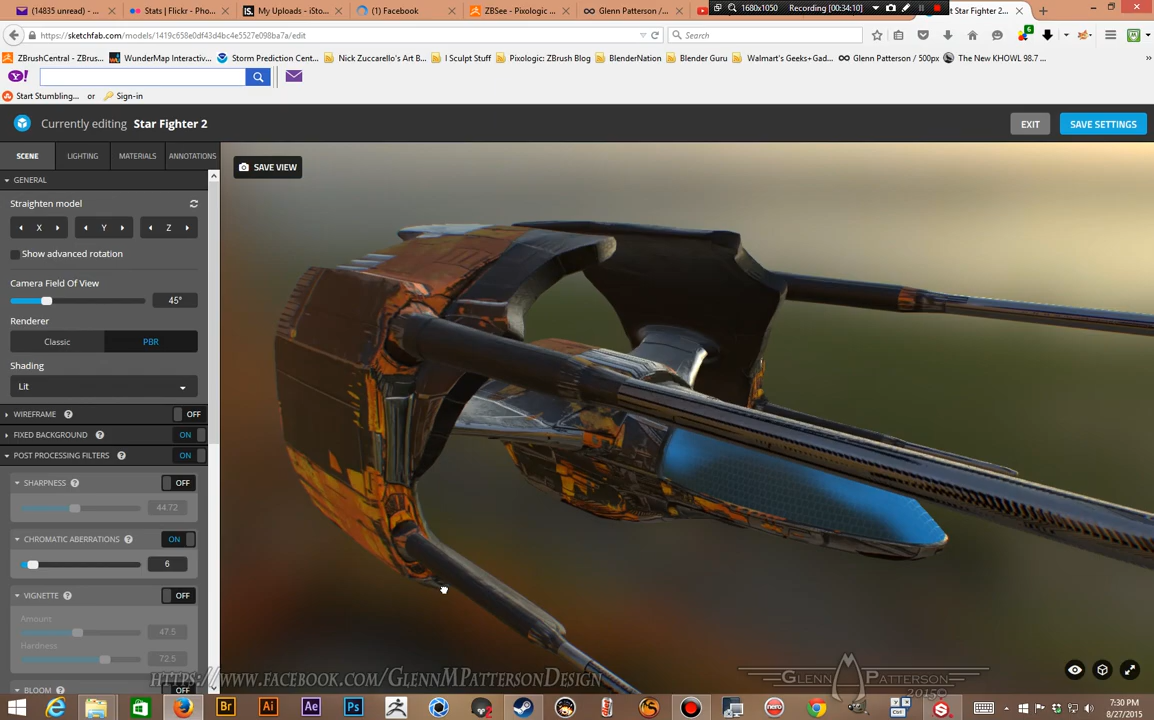 (14835 unread) - ... Stats | Flickr - Pho... My Uploads - iSto... (1) Facebook ZBSee - Pixologic ... Glenn Patterson /... 1680x1050 Recording [00:34:10] t Star Fighter 2...
https://sketchfab.com/models/1419c658e0df43d4bc4e5527e098ba7a/edit Search
ZBrushCentral - ZBrus... WunderMap Interactiv... Storm Prediction Cent... Nick Zuccarello's Art B... I Sculpt Stuff Pixologic: ZBrush Blog BlenderNation Blender Guru Walmart's Geeks+Gad... Glenn Patterson / 500px The New KHOWL 98.7 ...
Y!
Start Stumbling... or Sign-in
Currently editing Star Fighter 2 EXIT SAVE SETTINGS
SCENE LIGHTING MATERIALS ANNOTATIONS
SAVE VIEW
GENERAL
Straighten model
X Y Z
Show advanced rotation
Camera Field Of View
45°
Renderer
Classic PBR
Shading
Lit
WIREFRAME ? OFF
FIXED BACKGROUND ? ON
POST PROCESSING FILTERS ? ON
SHARPNESS ? OFF
44.72
CHROMATIC ABERRATIONS ? ON
6
VIGNETTE ? OFF
Amount
47.5
Hardness
72.5
BLOOM ? OFF
https://www.facebook.com/GlennMPattersonDesign
Glenn Patterson
2015©
Br Ai Ae Ps
7:30 PM
8/27/2015